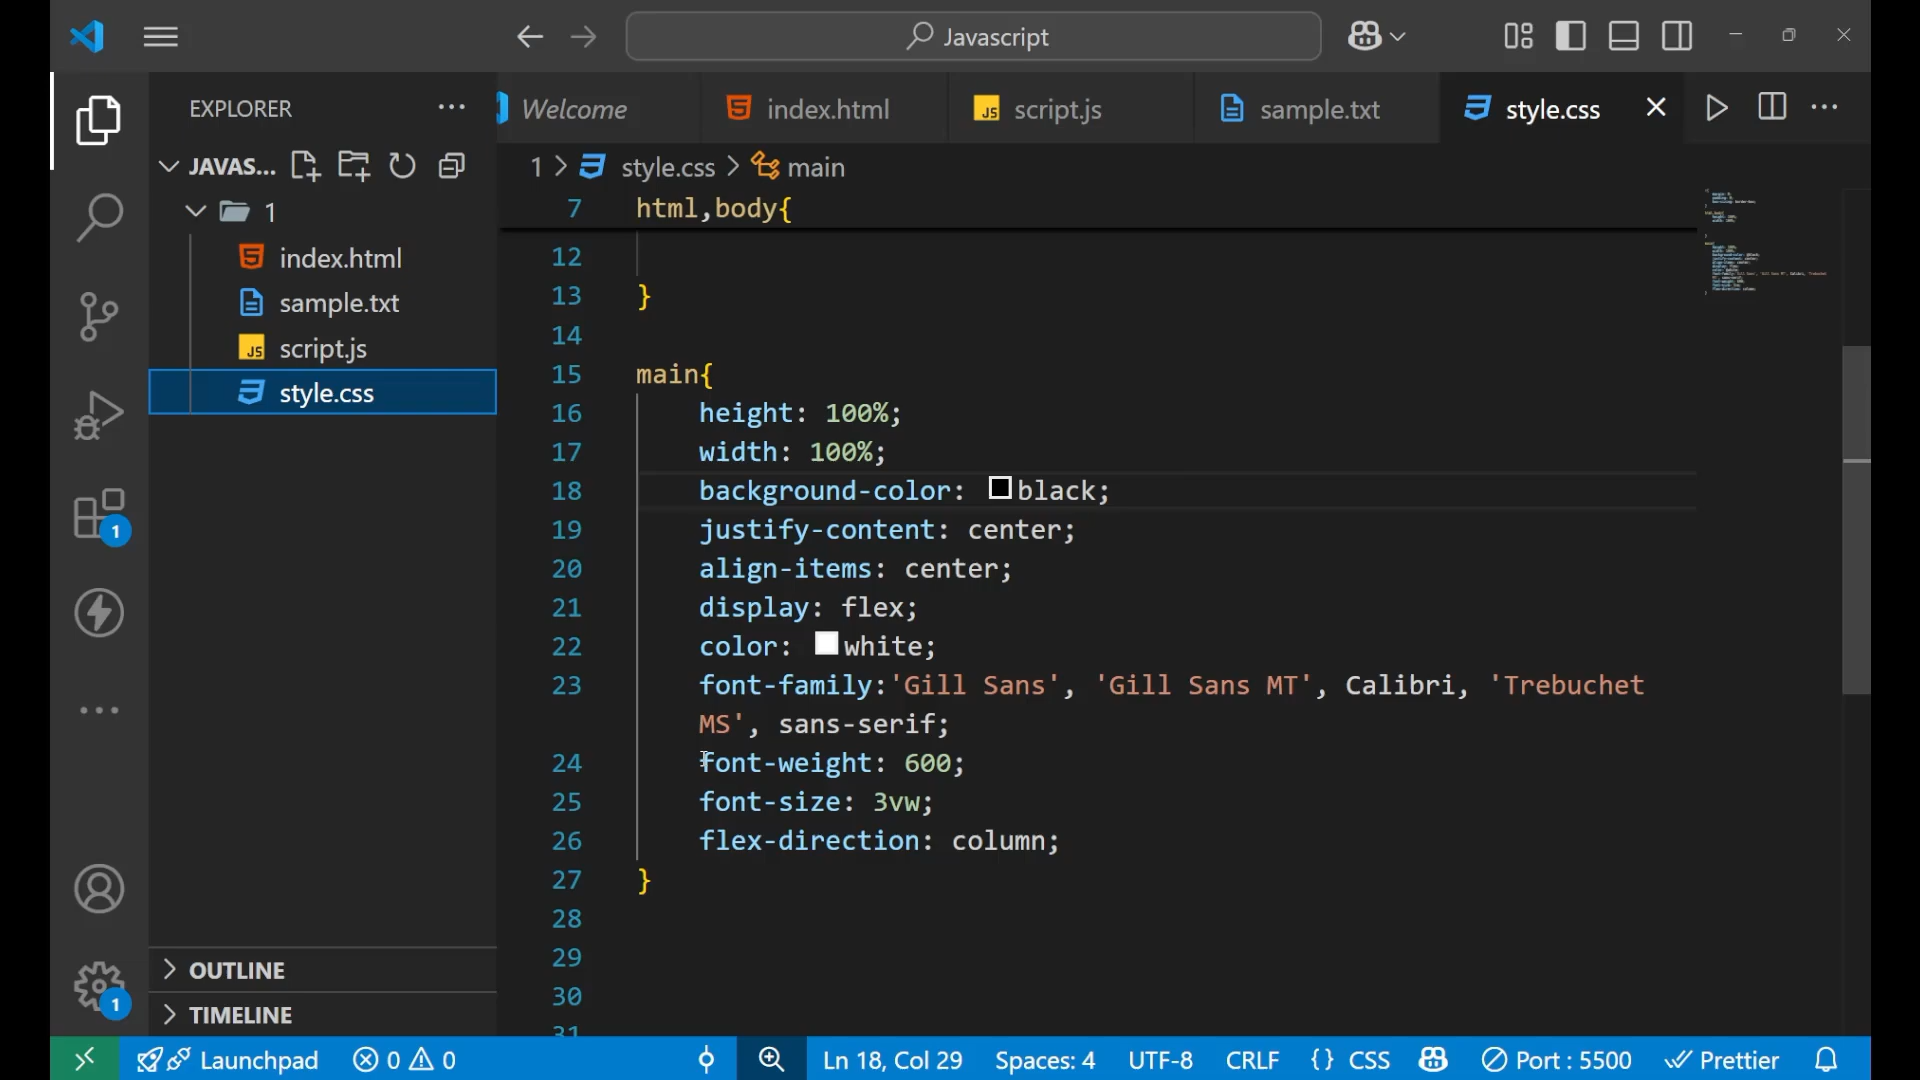 Javascript
EXPLORER
Welcome
index.html
script.js
sample.txt
style.css
JAVAS...
1 > style.css > main
1
index.html
sample.txt
script.js
style.css
7 html,body{
12
13 }
14
15 main{
16 height: 100%;
17 width: 100%;
18 background-color: black;
19 justify-content: center;
20 align-items: center;
21 display: flex;
22 color: white;
23 font-family:'Gill Sans', 'Gill Sans MT', Calibri, 'Trebuchet
MS', sans-serif;
24 font-weight: 600;
25 font-size: 3vw;
26 flex-direction: column;
27 }
28
29
30
31
1
OUTLINE
1
TIMELINE
Launchpad 0 0 Ln 18, Col 29 Spaces: 4 UTF-8 CRLF {} CSS Port : 5500 Prettier